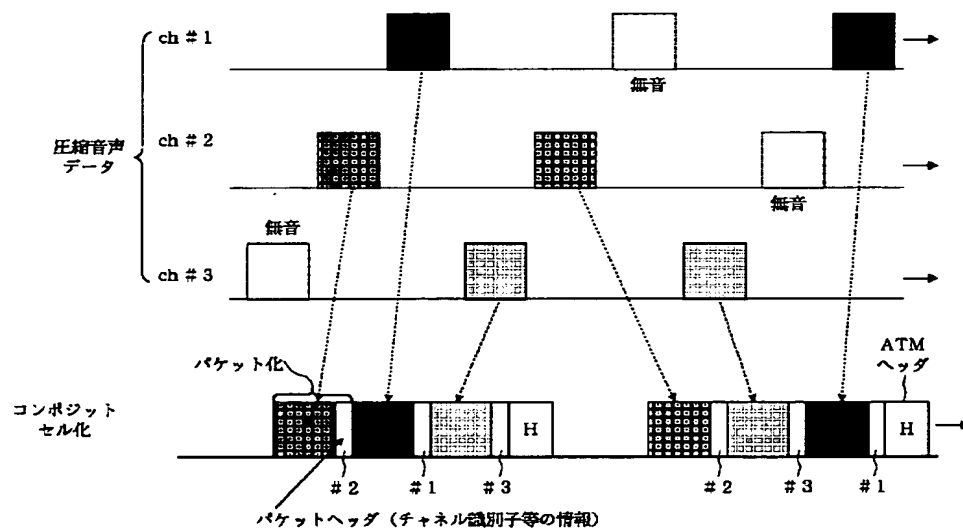 ch #1
無音
圧縮音声
データ
ch #2
無音
無音
ch #3
パケット化
ATM
ヘッダ
コンポジット
セル化
H
H
#2
#1
#3
#2
#3
#1
パケットヘッダ(チャネル識別子等の情報)